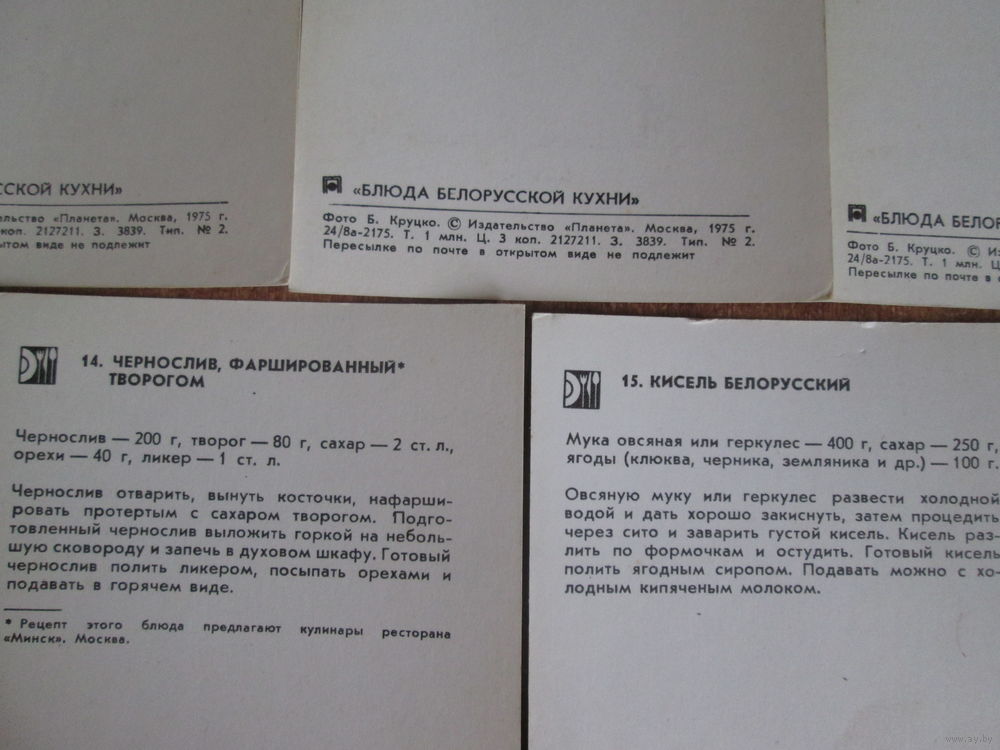 ССКОЙ КУХНИ»
ельство «Планета». Москва, 1975 г.
коп. 2127211. З. 3839. Тип. № 2.
ытом виде не подлежит
«БЛЮДА БЕЛОРУССКОЙ КУХНИ»
Фото Б. Круцко. © Издательство «Планета». Москва, 1975 г.
24/8а-2175. Т. 1 млн. Ц. 3 коп. 2127211. З. 3839. Тип. № 2.
Пересылке по почте в открытом виде не подлежит
«БЛЮДА БЕЛОР
Фото Б. Круцко. © Из
24/8а-2175. Т. 1 млн. Ц
Пересылке по почте в
14. ЧЕРНОСЛИВ, ФАРШИРОВАННЫЙ*
ТВОРОГОМ
Чернослив — 200 г, творог — 80 г, сахар — 2 ст. л.,
орехи — 40 г, ликер — 1 ст. л.
Чернослив отварить, вынуть косточки, нафарши-
ровать протертым с сахаром творогом. Подго-
товленный чернослив выложить горкой на неболь-
шую сковороду и запечь в духовом шкафу. Готовый
чернослив полить ликером, посыпать орехами и
подавать в горячем виде.
* Рецепт этого блюда предлагают кулинары ресторана
«Минск». Москва.
15. КИСЕЛЬ БЕЛОРУССКИЙ
Мука овсяная или геркулес — 400 г, сахар — 250 г,
ягоды (клюква, черника, земляника и др.) — 100 г.
Овсяную муку или геркулес развести холодной
водой и дать хорошо закиснуть, затем процедить
через сито и заварить густой кисель. Кисель раз-
лить по формочкам и остудить. Готовый кисель
полить ягодным сиропом. Подавать можно с хо-
лодным кипяченым молоком.
www.ay.by